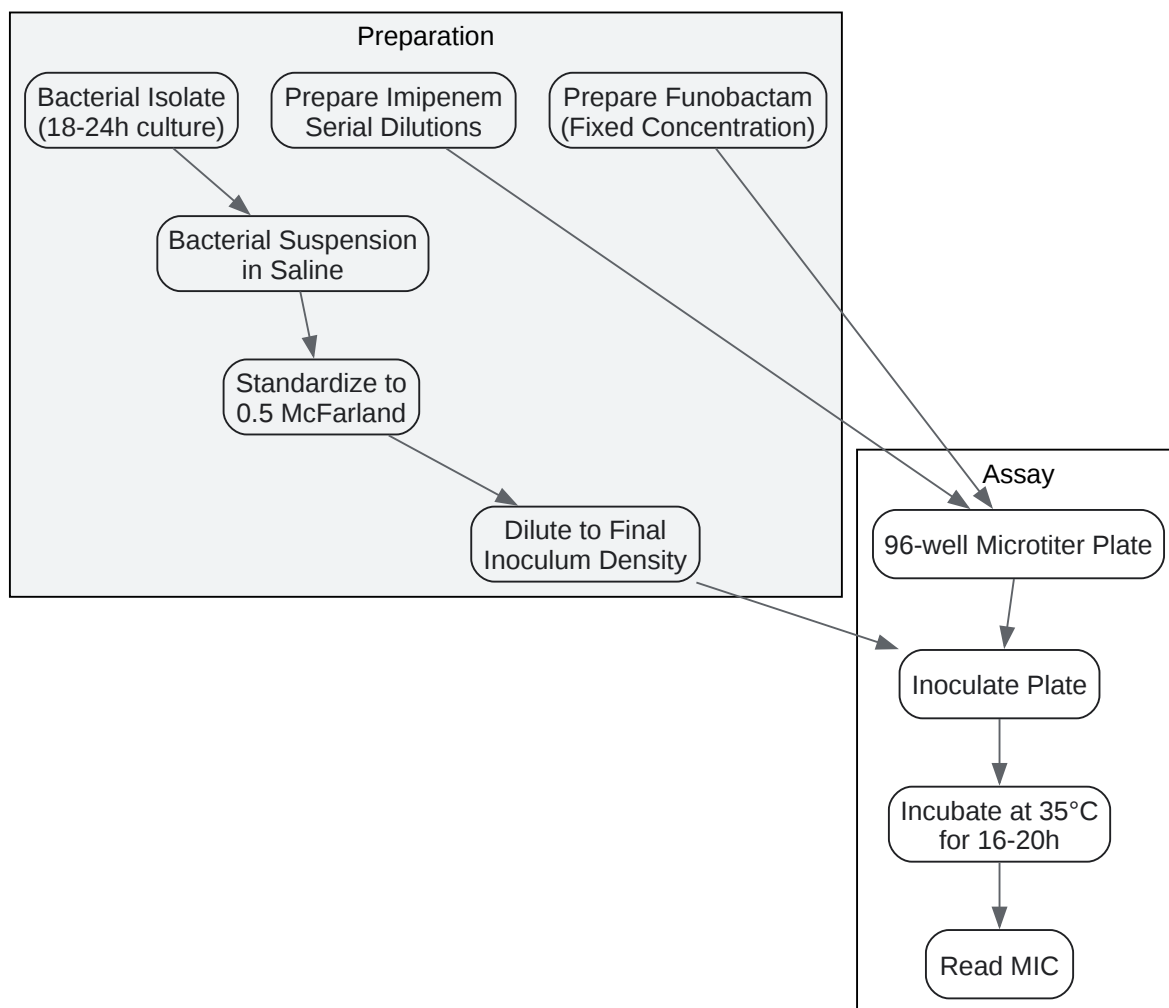 Preparation
Bacterial Isolate
(18-24h culture)
Prepare Imipenem
Serial Dilutions
Prepare Funobactam
(Fixed Concentration)
Bacterial Suspension
in Saline
Standardize to
0.5 McFarland
Dilute to Final
Inoculum Density
Assay
96-well Microtiter Plate
Inoculate Plate
Incubate at 35°C
for 16-20h
Read MIC